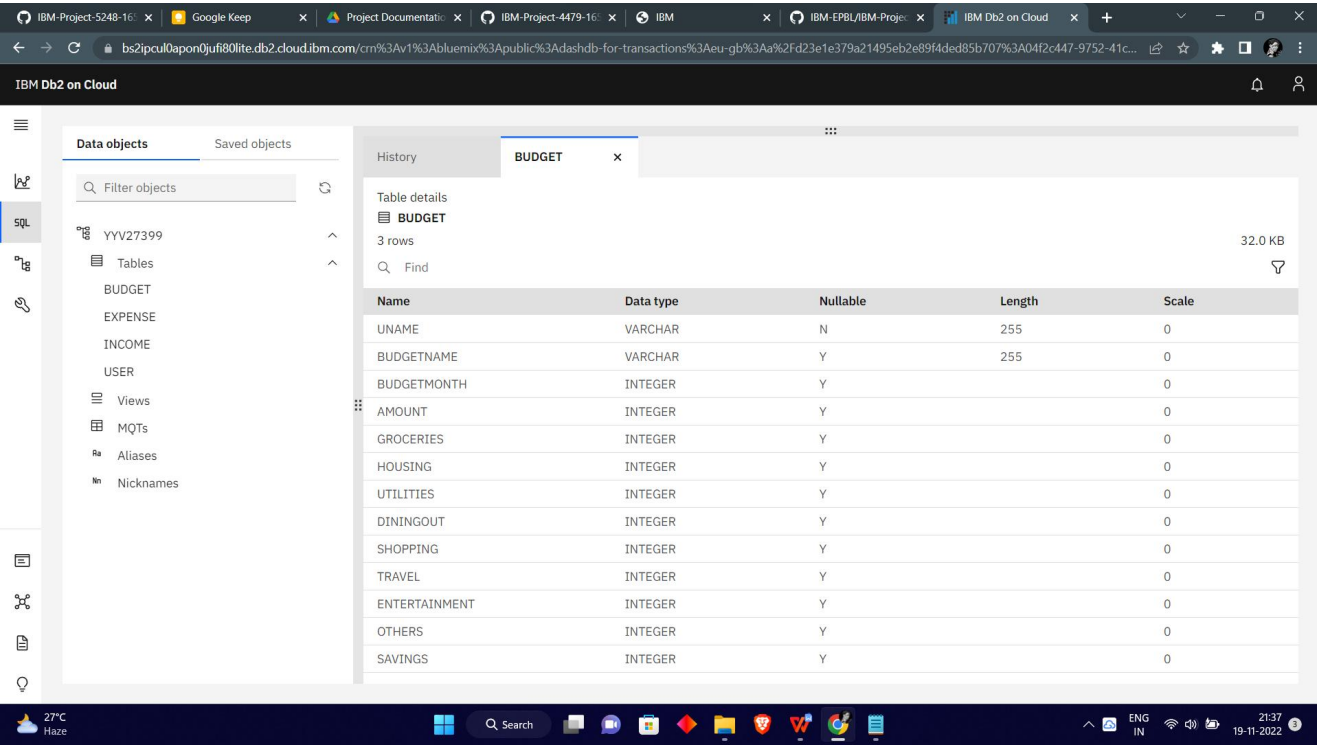 IBM-Project-5248-165
Google Keep
Project Documentatio
IBM-Project-4479-165
IBM
IBM-EPBL/IBM-Projec
IBM Db2 on Cloud
bs2ipcul0apon0jufi80lite.db2.cloud.ibm.com/crn%3Av1%3Abluemix%3Apublic%3Adashdb-for-transactions%3Aeu-gb%3Aa%2Fd23e1e379a21495eb2e89f4ded85b707%3A04f2c447-9752-41c...
IBM Db2 on Cloud
Data objects Saved objects
Filter objects
SQL
YYV27399
Tables
BUDGET
EXPENSE
INCOME
USER
Views
MQTs
Aa Aliases
Nn Nicknames
History BUDGET
Table details
BUDGET
3 rows 32.0 KB
Find
Name Data type Nullable Length Scale
UNAME VARCHAR N 255 0
BUDGETNAME VARCHAR Y 255 0
BUDGETMONTH INTEGER Y 0
AMOUNT INTEGER Y 0
GROCERIES INTEGER Y 0
HOUSING INTEGER Y 0
UTILITIES INTEGER Y 0
DININGOUT INTEGER Y 0
SHOPPING INTEGER Y 0
TRAVEL INTEGER Y 0
ENTERTAINMENT INTEGER Y 0
OTHERS INTEGER Y 0
SAVINGS INTEGER Y 0
27°C
Haze
Search
ENG
IN
21:37
19-11-2022
3